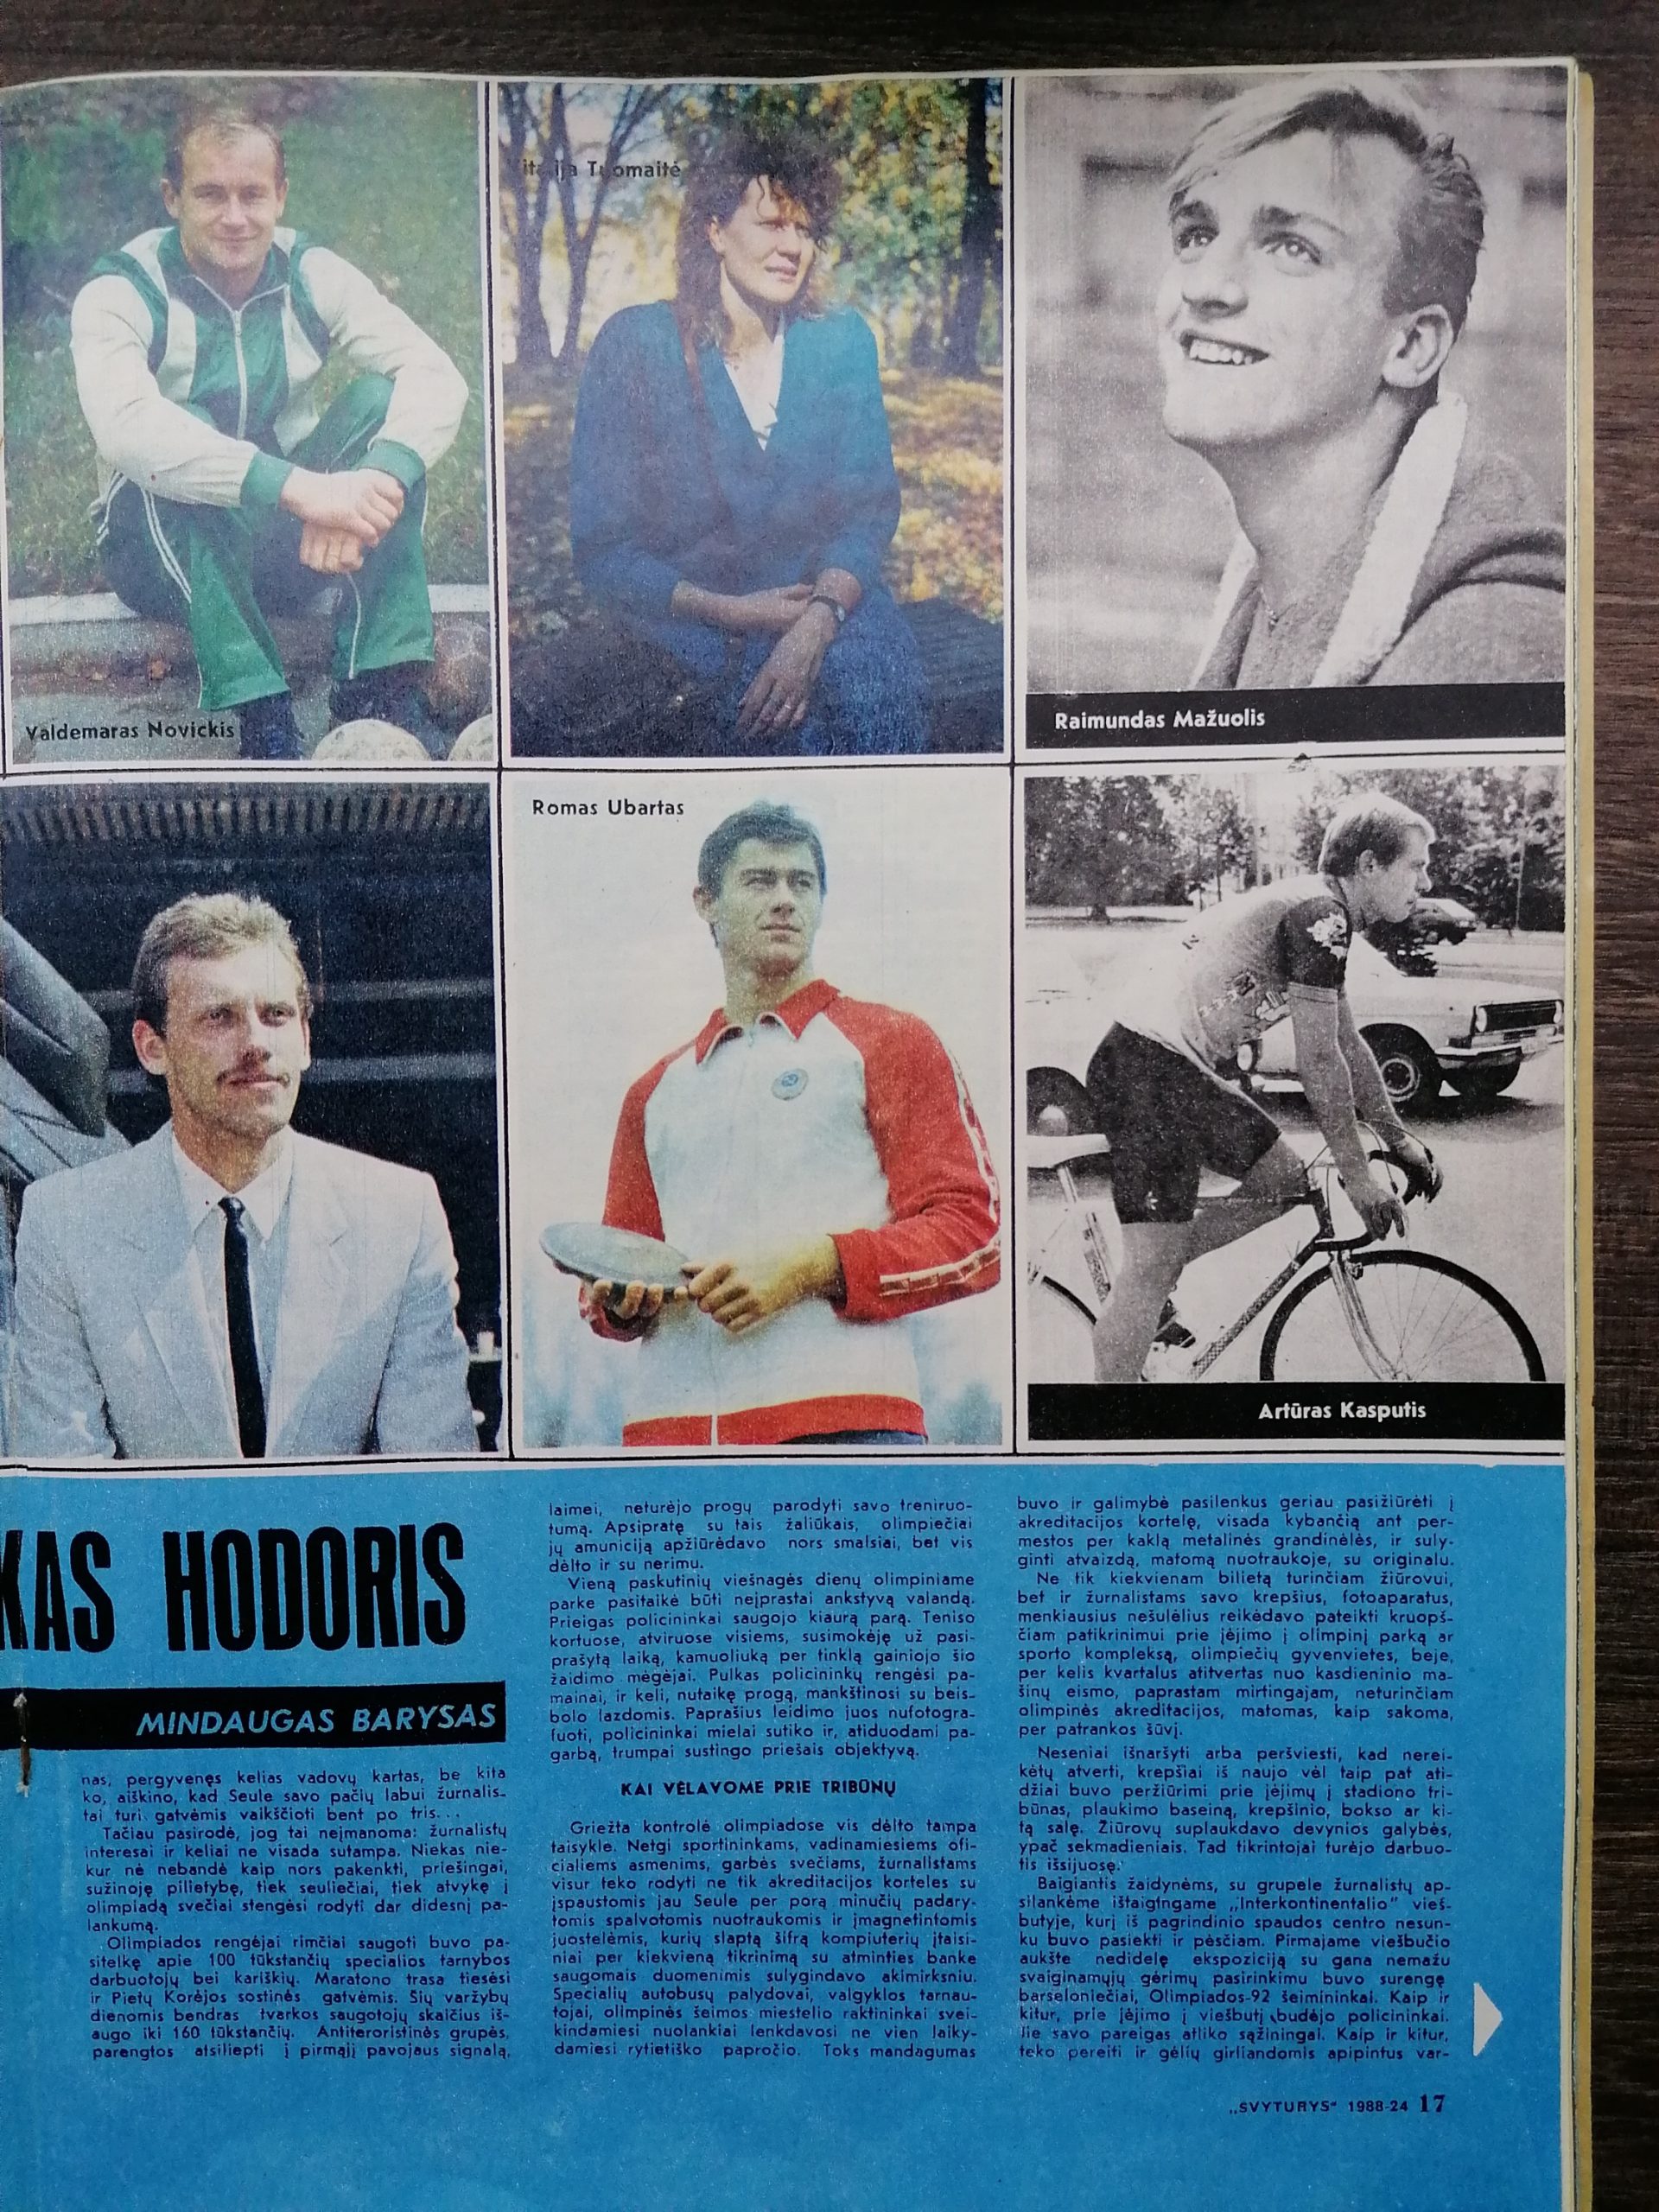 Valdemaras Novickis
Tuomaitė
Raimundas Mažuolis
Romas Ubartas
Artūras Kasputis
KAS HODORIS
MINDAUGAS BARYSAS
nas, pergyvenęs kelias vadovų kartas, be kita
ko, aiškino, kad Seule savo pačių labui žurnalis-
tai turi gatvėmis vaikščioti bent po tris...
Tačiau pasirodė, jog tai neįmanoma: žurnalistų
interesai ir keliai ne visada sutampa. Niekas nie-
kur nė nebandė kaip nors pakenkti, priešingai,
sužinoję pilietybę, tiek seuliečiai, tiek atvykę į
olimpiadą svečiai stengėsi rodyti dar didesnį pa-
lankumą.
Olimpiados rengėjai rimčiai saugoti buvo pa-
sitelkę apie 100 tūkstančių specialios tarnybos
darbuotojų bei kariškių. Maratono trasa tiesėsi
ir Pietų Korėjos sostinės gatvėmis. Šių varžybų
dienomis bendras tvarkos saugotojų skaičius iš-
augo iki 160 tūkstančių. Antiteroristinės grupės,
parengtos atsiliepti į pirmąjį pavojaus signalą,
laimei, neturėjo progų parodyti savo treniruo-
tumą. Apsipratę su tais žaliūkais, olimpiečiai
jų amuniciją apžiūrėdavo nors smalsiai, bet vis
dėlto ir su nerimu.
Vieną paskutinių viešnagės dienų olimpiniame
parke pasitaikė būti neįprastai ankstyvą valandą.
Prieigas policininkai saugojo kiaurą parą. Teniso
kortuose, atviruose visiems, susimokėję už pasi-
prašytą laiką, kamuoliuką per tinklą gainiojo šio
žaidimo mėgėjai. Pulkas policininkų rengėsi pa-
mainai, ir keli, nutaikę progą, mankštinosi su beis-
bolo lazdomis. Paprašius leidimo juos nufotogra-
fuoti, policininkai mielai sutiko ir, atiduodami pa-
garbą, trumpai sustingo priešais objektyvą.
KAI VĖLAVOME PRIE TRIBŪNŲ
Griežta kontrolė olimpiadose vis dėlto tampa
taisykle. Netgi sportininkams, vadinamiesiems ofi-
cialiems asmenims, garbės svečiams, žurnalistams
visur teko rodyti ne tik akreditacijos korteles su
įspaustomis jau Seule per porą minučių padary-
tomis spalvotomis nuotraukomis ir įmagnetintomis
juostelėmis, kurių slaptą šifrą kompiuterių įtaisi-
niai per kiekvieną tikrinimą su atminties banke
saugomais duomenimis sulygindavo akimirksniu.
Specialių autobusų palydovai, valgyklos tarnau-
tojai, olimpinės šeimos miestelio raktininkai svei-
kindamiesi nuolankiai lenkdavosi ne vien laiky-
damiesi rytietiško papročio. Toks mandagumas
buvo ir galimybė pasilenkus geriau pasižiūrėti į
akreditacijos kortelę, visada kybančią ant per-
mestos per kaklą metalinės grandinėlės, ir suly-
ginti atvaizdą, matomą nuotraukoje, su originalu.
Ne tik kiekvienam bilietą turinčiam žiūrovui,
bet ir žurnalistams savo krepšius, fotoaparatus,
menkiausius nešulėlius reikėdavo pateikti kruopš-
čiam patikrinimui prie įėjimo į olimpinį parką ar
sporto kompleksą, olimpiečių gyvenvietes, beje,
per kelis kvartalus atitvertas nuo kasdieninio ma-
šinų eismo, paprastam mirtingajam, neturinčiam
olimpinės akreditacijos, matomas, kaip sakoma,
per patrankos šūvį.
Neseniai išnaršyti arba peršviesti, kad nerei-
kėtų atverti, krepšiai iš naujo vėl taip pat ati-
džiai buvo peržiūrimi prie įėjimų į stadiono tri-
būnas, plaukimo baseiną, krepšinio, bokso ar ki-
tą salę. Žiūrovų suplaukdavo devynios galybės,
ypač sekmadieniais. Tad tikrintojai turėjo darbuo-
tis išsijuosę.
Baigiantis žaidynėms, su grupele žurnalistų ap-
silankėme ištaigingame „Interkontinentalio" vieš-
butyje, kurį iš pagrindinio spaudos centro nesun-
ku buvo pasiekti ir pėsčiam. Pirmajame viešbučio
aukšte nedidelę ekspoziciją su gana nemažu
svaiginamųjų gėrimų pasirinkimu buvo surengę
barseloniečiai, Olimpiados-92 šeimininkai. Kaip ir
kitur, prie įėjimo į viešbutį budėjo policininkai.
Jie savo pareigas atliko sąžiningai. Kaip ir kitur,
teko pereiti ir gėlių girliandomis apipintus var-
„SVYTURYS" 1988-24 17